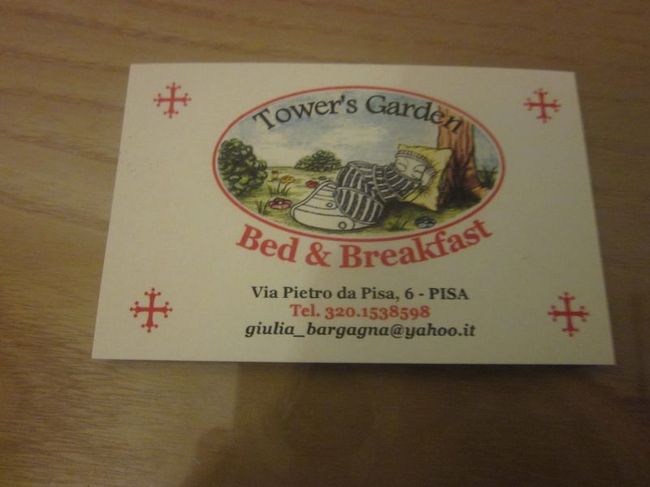 Tower's Garden
Bed & Breakfast
Via Pietro da Pisa, 6 - PISA
Tel. 320.1538598
giulia_bargagna@yahoo.it